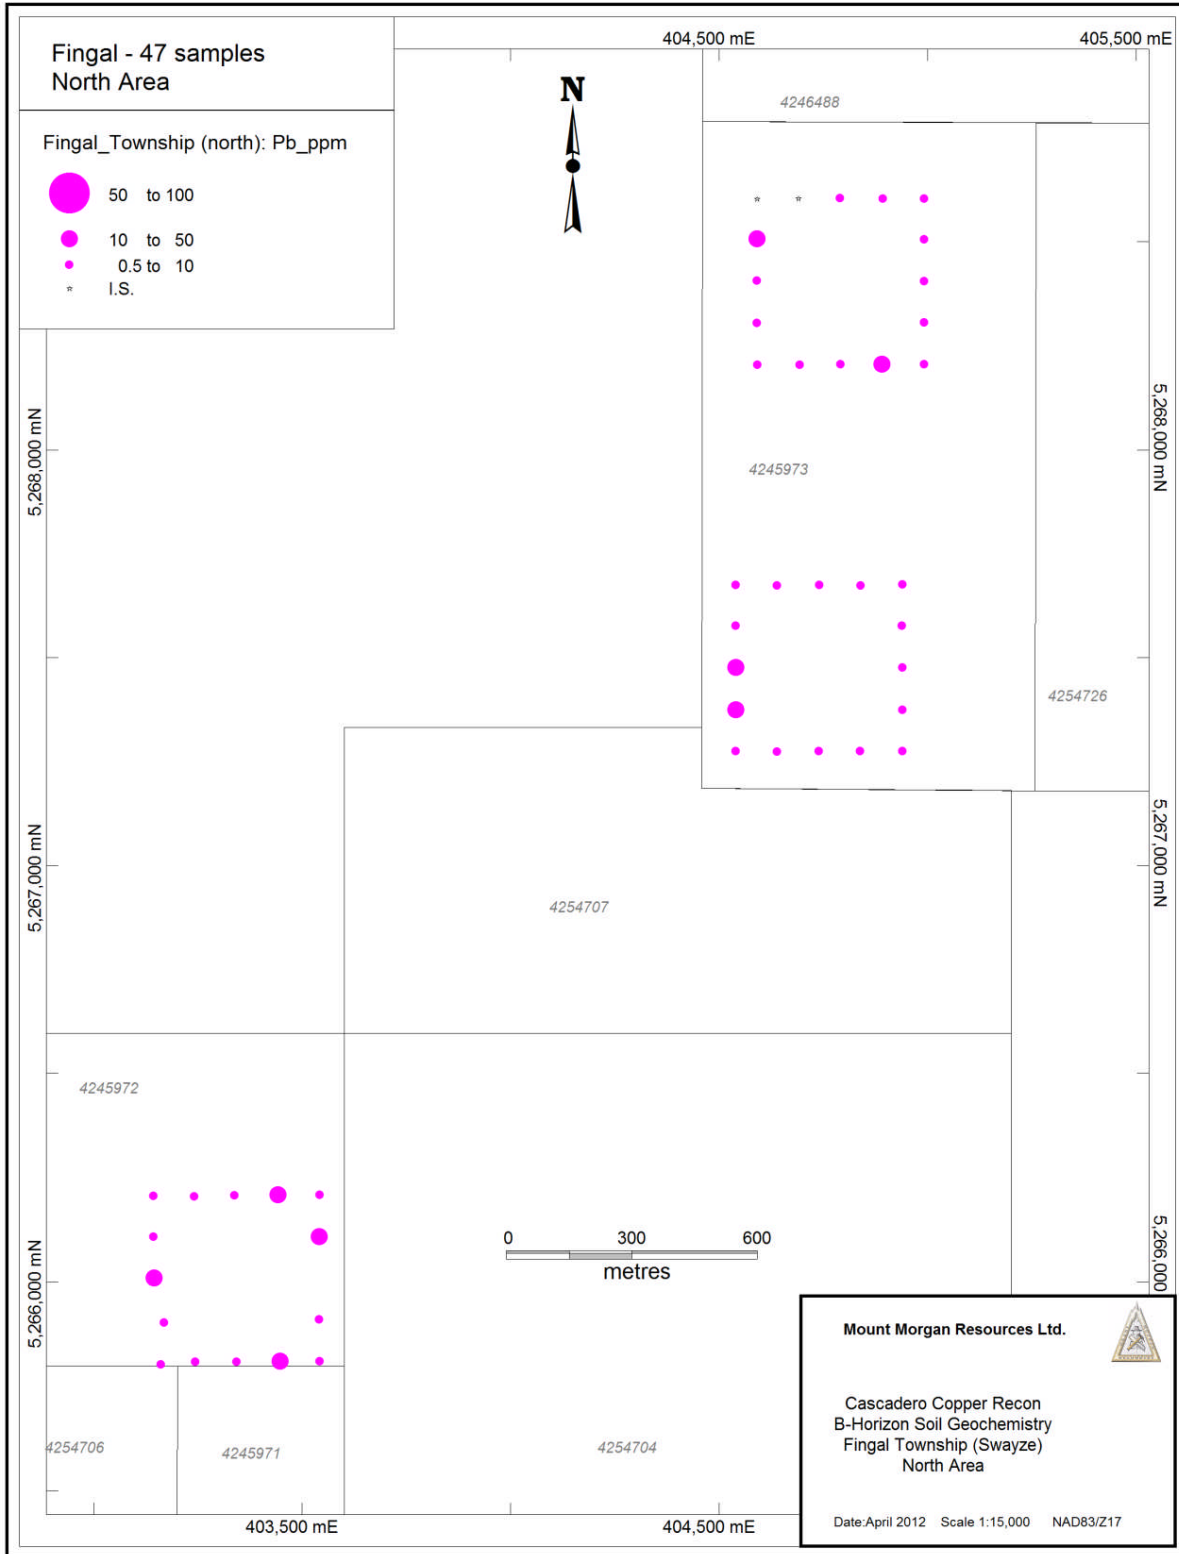 Fingal - 47 samples
North Area
Fingal_Township (north): Pb_ppm
50 to 100
10 to 50
0.5 to 10
I.S.
404,500 mE
405,500 mE
N
4246488
5,268,000 mN
5,268,000 mN
4245973
4254726
5,267,000 mN
5,267,000 mN
4254707
4245972
5,266,000 mN
5,266,000
0 300 600
metres
4254706
4245971
4254704
403,500 mE
404,500 mE
Mount Morgan Resources Ltd.
Cascadero Copper Recon
B-Horizon Soil Geochemistry
Fingal Township (Swayze)
North Area
Date:April 2012 Scale 1:15,000 NAD83/Z17